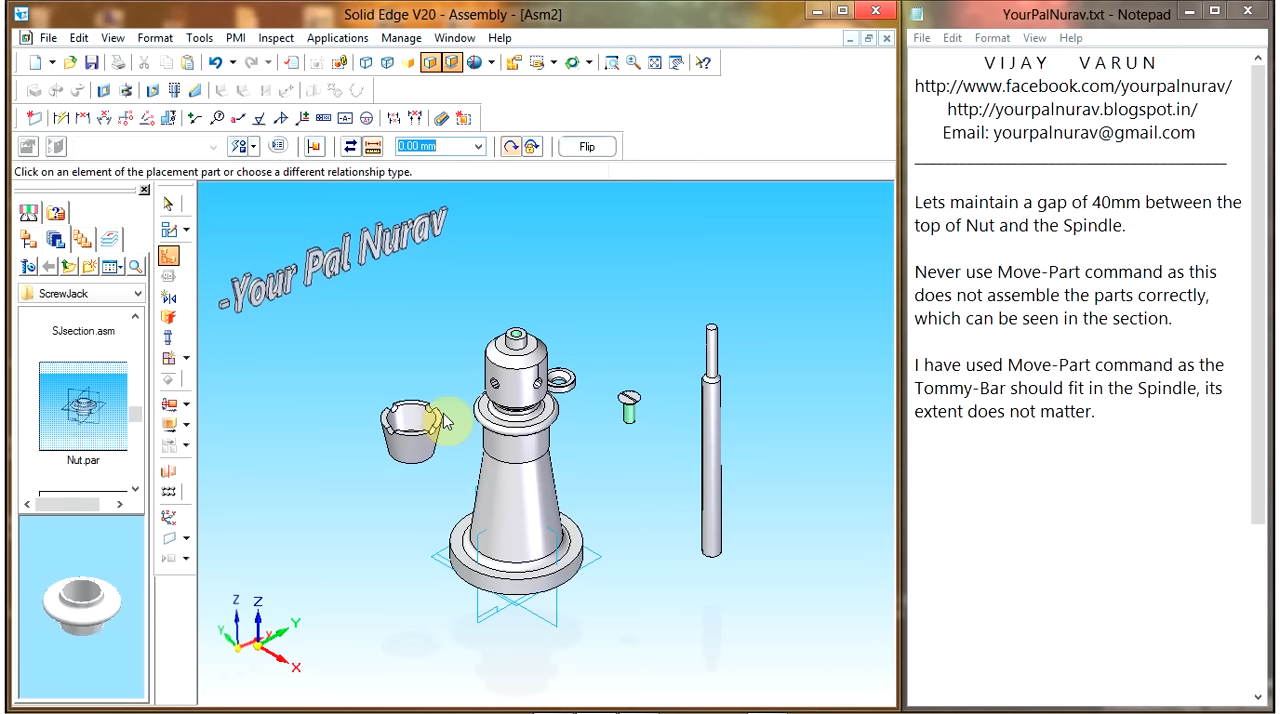 Solid Edge V20 - Assembly - [Asm2]
File Edit View Format Tools PMI Inspect Applications Manage Window Help
0.00 mm
Flip
Click on an element of the placement part or choose a different relationship type.
ScrewJack
SJsection.asm
Nut.par
-Your Pal Nurav
Z
Z
Y
Y
X
X
YourPalNurav.txt - Notepad
File Edit Format View Help
VIJAY VARUN
http://www.facebook.com/yourpalnurav/
http://yourpalnurav.blogspot.in/
Email: yourpalnurav@gmail.com
Lets maintain a gap of 40mm between the
top of Nut and the Spindle.
Never use Move-Part command as this
does not assemble the parts correctly,
which can be seen in the section.
I have used Move-Part command as the
Tommy-Bar should fit in the Spindle, its
extent does not matter.